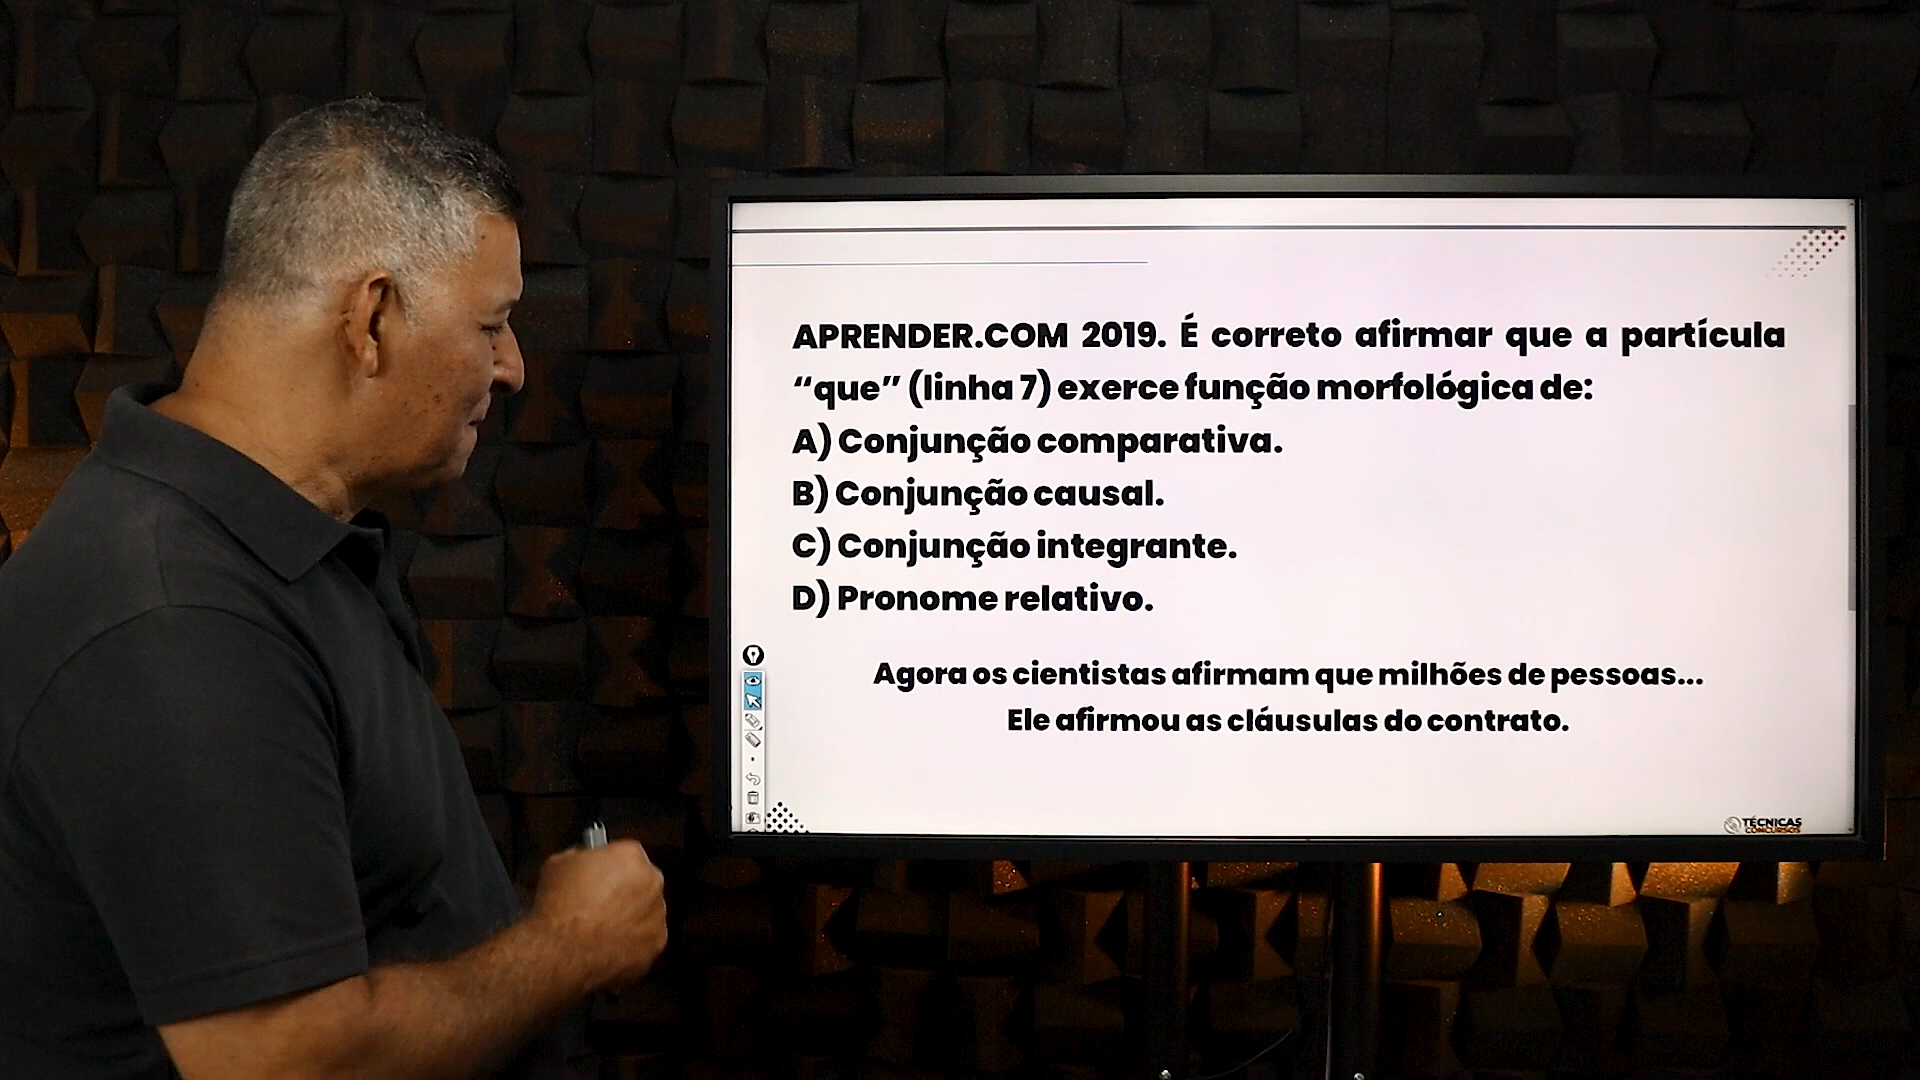 APRENDER.COM 2019. É correto afirmar que a partícula
“que” (linha 7) exerce função morfológica de:
A) Conjunção comparativa.
B) Conjunção causal.
C) Conjunção integrante.
D) Pronome relativo.
Agora os cientistas afirmam que milhões de pessoas...
Ele afirmou as cláusulas do contrato.
TÉCNICAS
CONCURSOS